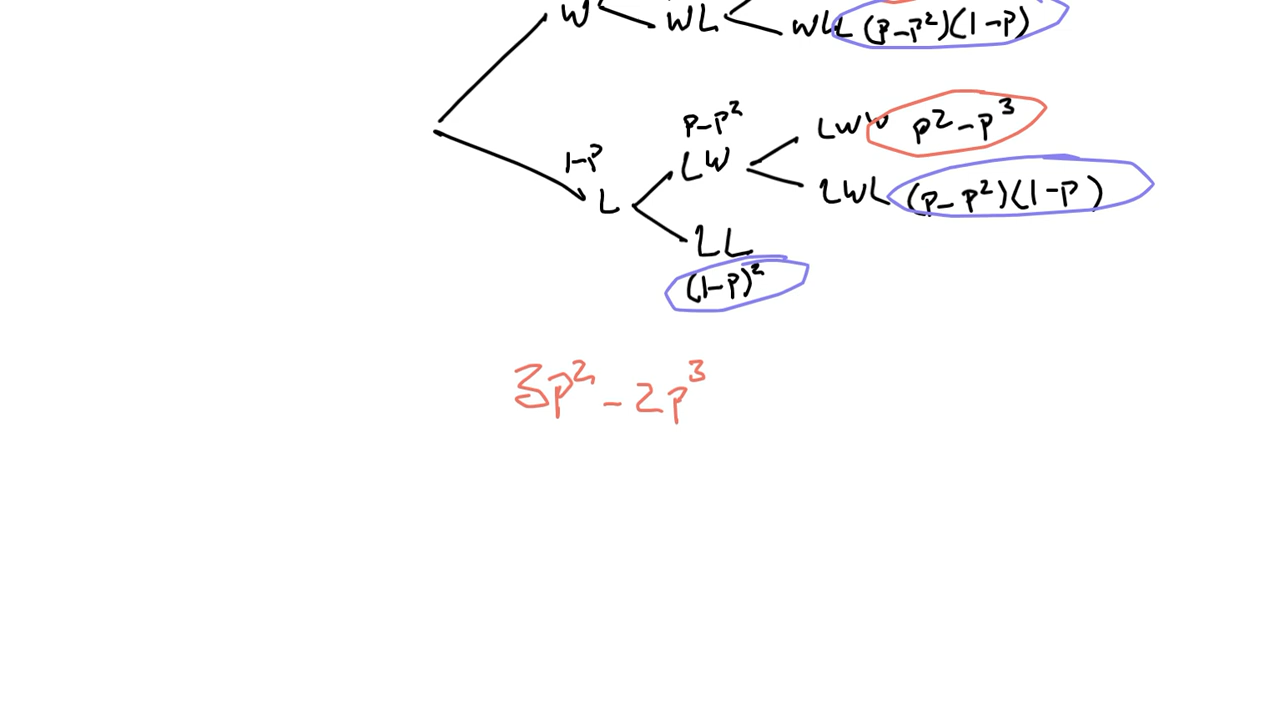 W WL WLL (p-p²)(1-p)
p-p² LWW p²-p³
1-p LW
L LWL (p-p²)(1-p)
LL
(1-p)²
3p²-2p³